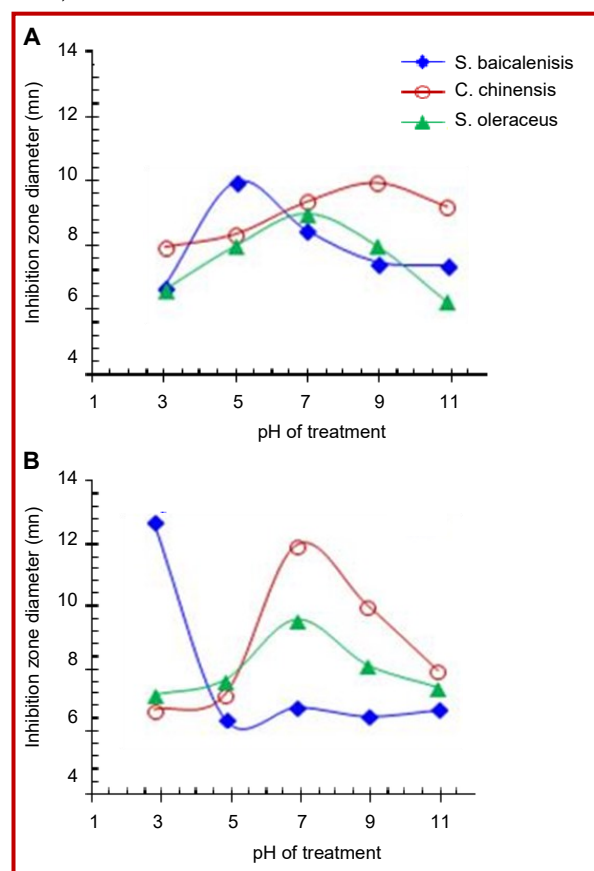 A
14
12
10
8
6
4
Inhibition zone diameter (mn)
S. baicalenisis
C. chinensis
S. oleraceus
1 3 5 7 9 11
pH of treatment
B
14
12
10
8
6
4
Inhibition zone diameter (mn)
1 3 5 7 9 11
pH of treatment